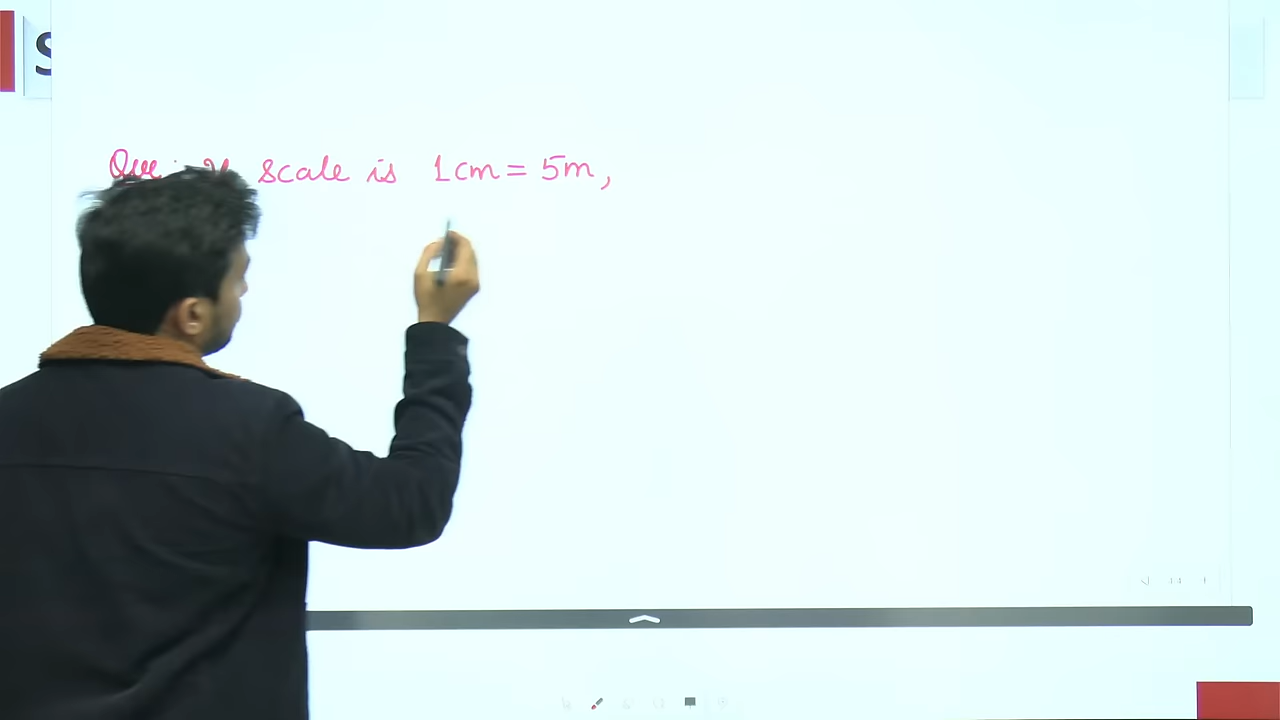 S
Que: scale is 1cm = 5m,